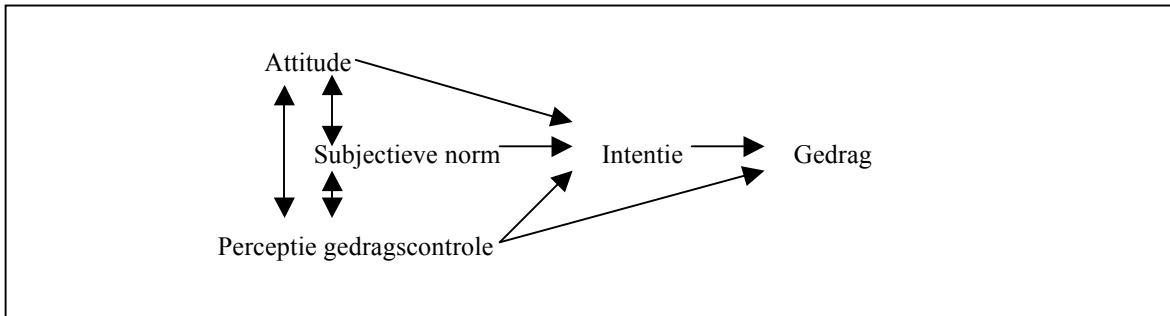 Attitude
Subjectieve norm Intentie Gedrag
Perceptie gedragscontrole